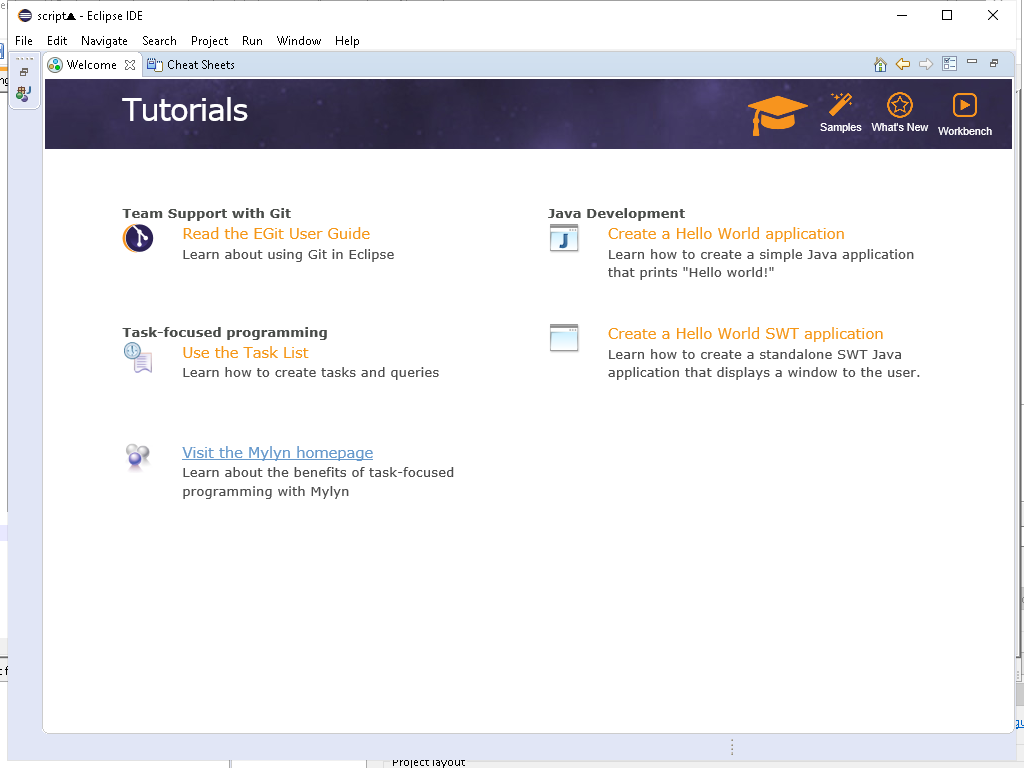 script▲ - Eclipse IDE
File Edit Navigate Search Project Run Window Help
Welcome Cheat Sheets
Tutorials
Samples What's New Workbench
Team Support with Git
Read the EGit User Guide
Learn about using Git in Eclipse
Task-focused programming
Use the Task List
Learn how to create tasks and queries
Visit the Mylyn homepage
Learn about the benefits of task-focused
programming with Mylyn
Java Development
Create a Hello World application
Learn how to create a simple Java application
that prints "Hello world!"
Create a Hello World SWT application
Learn how to create a standalone SWT Java
application that displays a window to the user.
Project layout